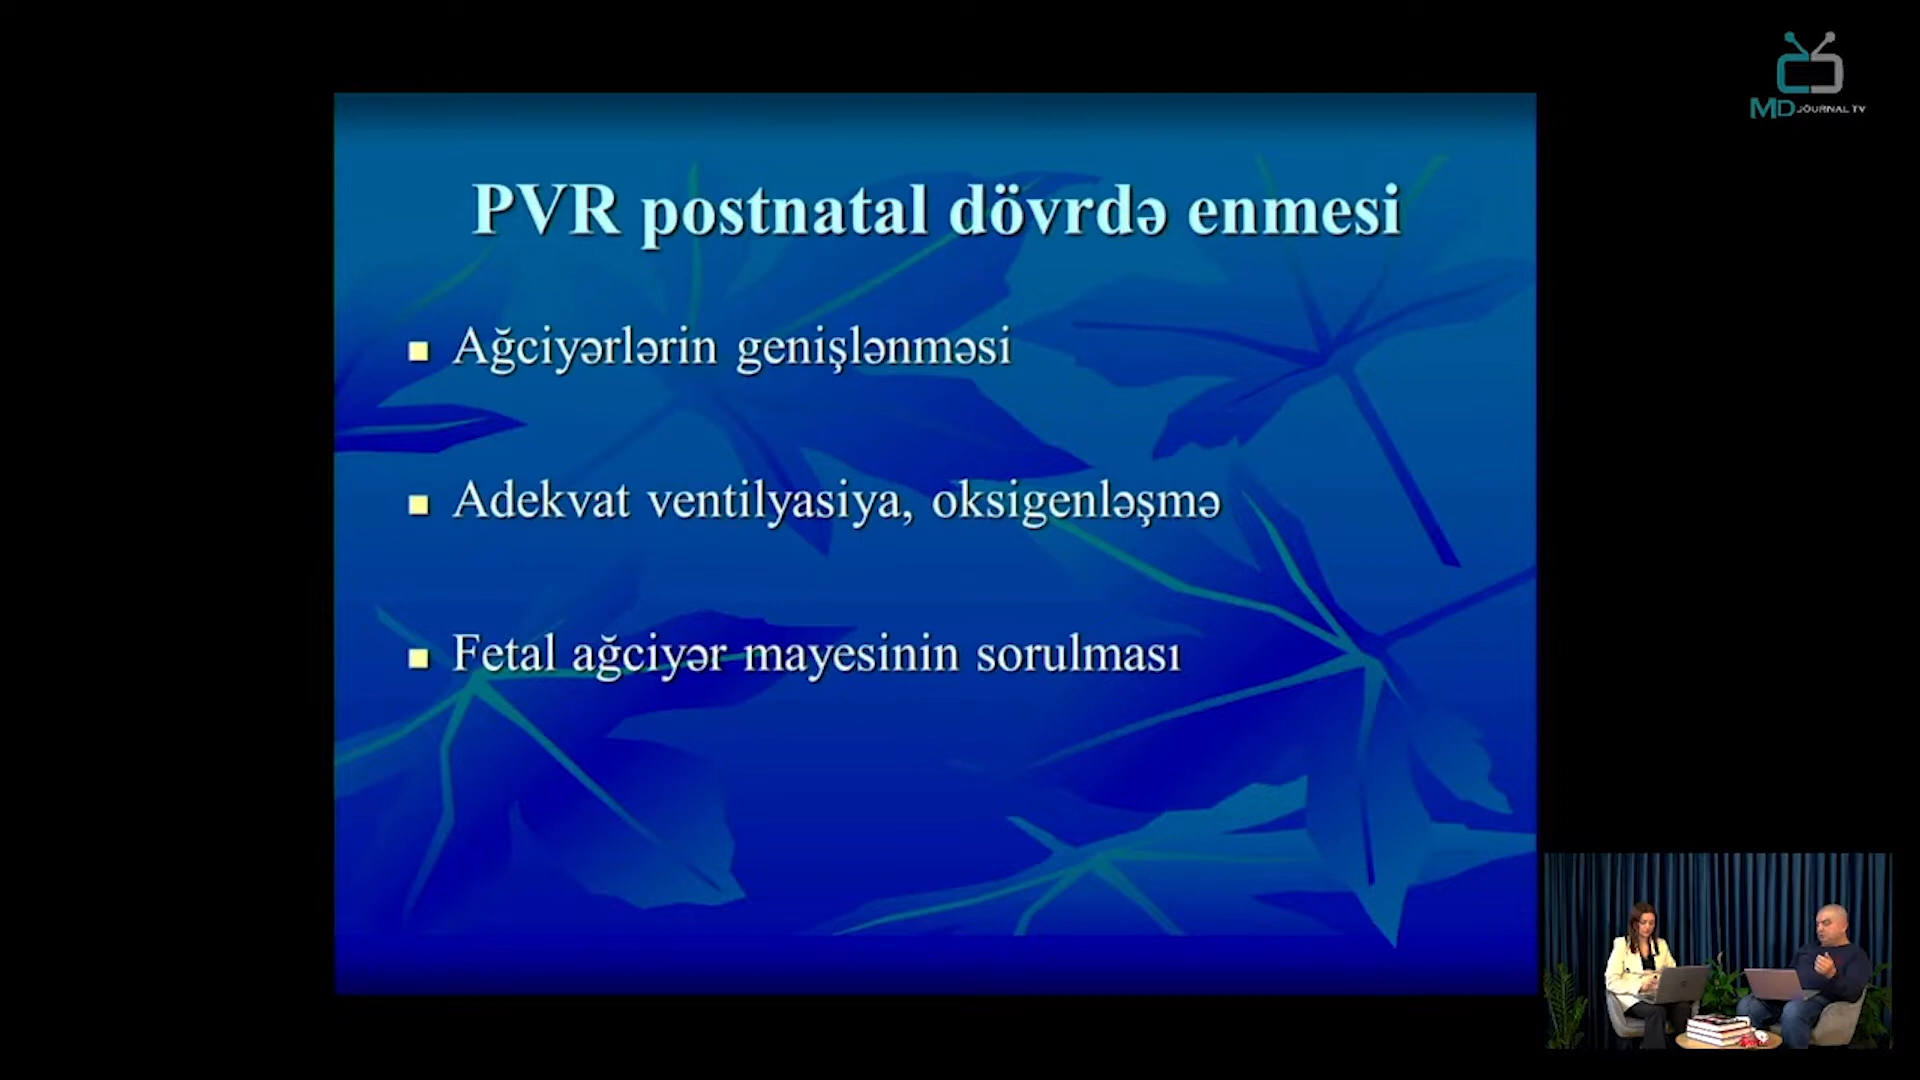 MD JOURNAL TV
PVR postnatal dövrdə enmesi
Ağciyərlərin genişlənməsi
Adekvat ventilyasiya, oksigenləşmə
Fetal ağciyər mayesinin sorulması